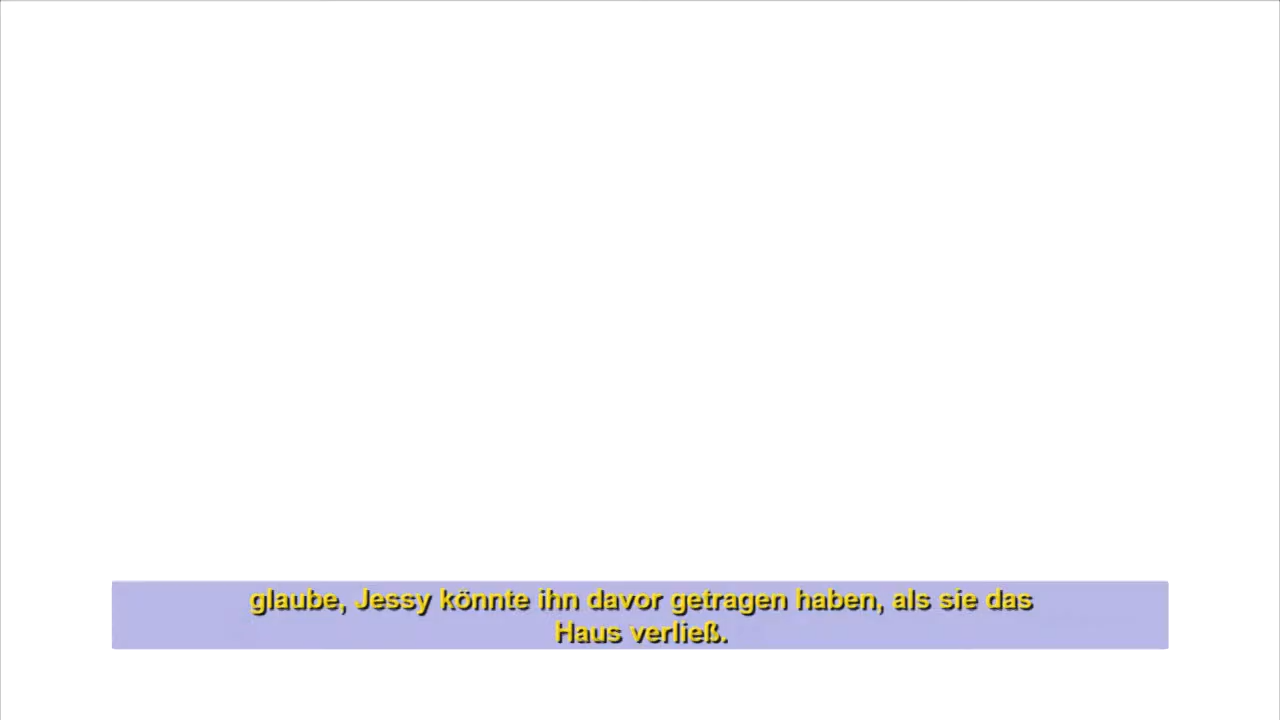 glaube, Jessy könnte ihn davor getragen haben, als sie das
Haus verließ.